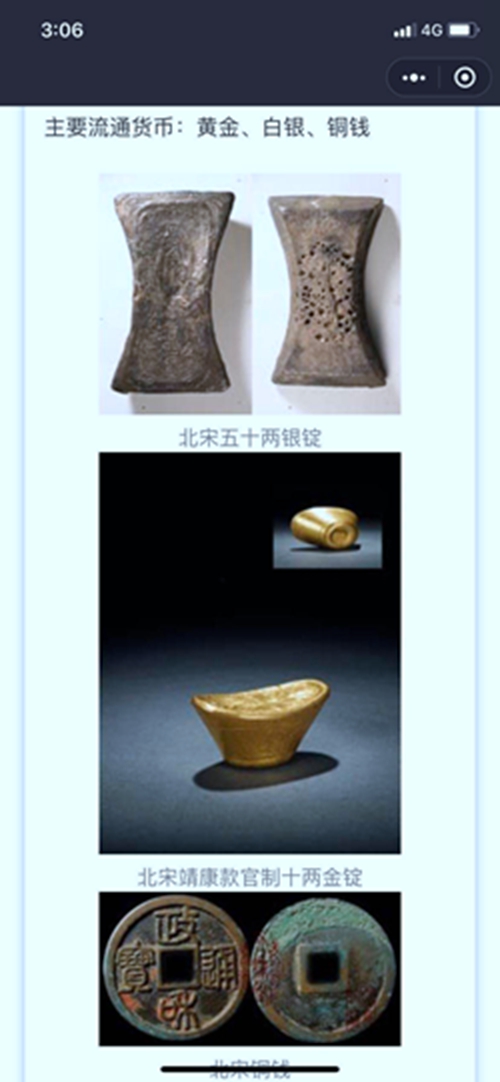 3:06
4G
主要流通货币：黄金、白银、铜钱
北宋五十两银锭
北宋靖康款官制十两金锭
政
寶 通
和
北宋铜钱